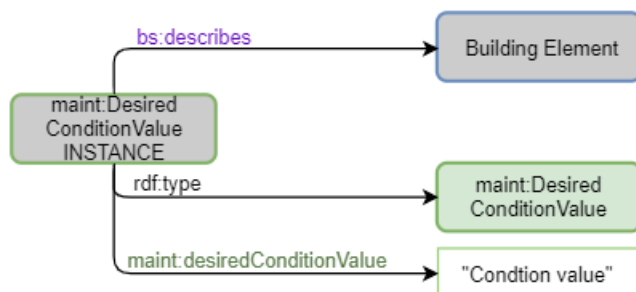 bs:describes
Building Element
maint:Desired
ConditionValue
INSTANCE
rdf:type
maint:Desired
ConditionValue
maint:desiredConditionValue
"Condtion value"